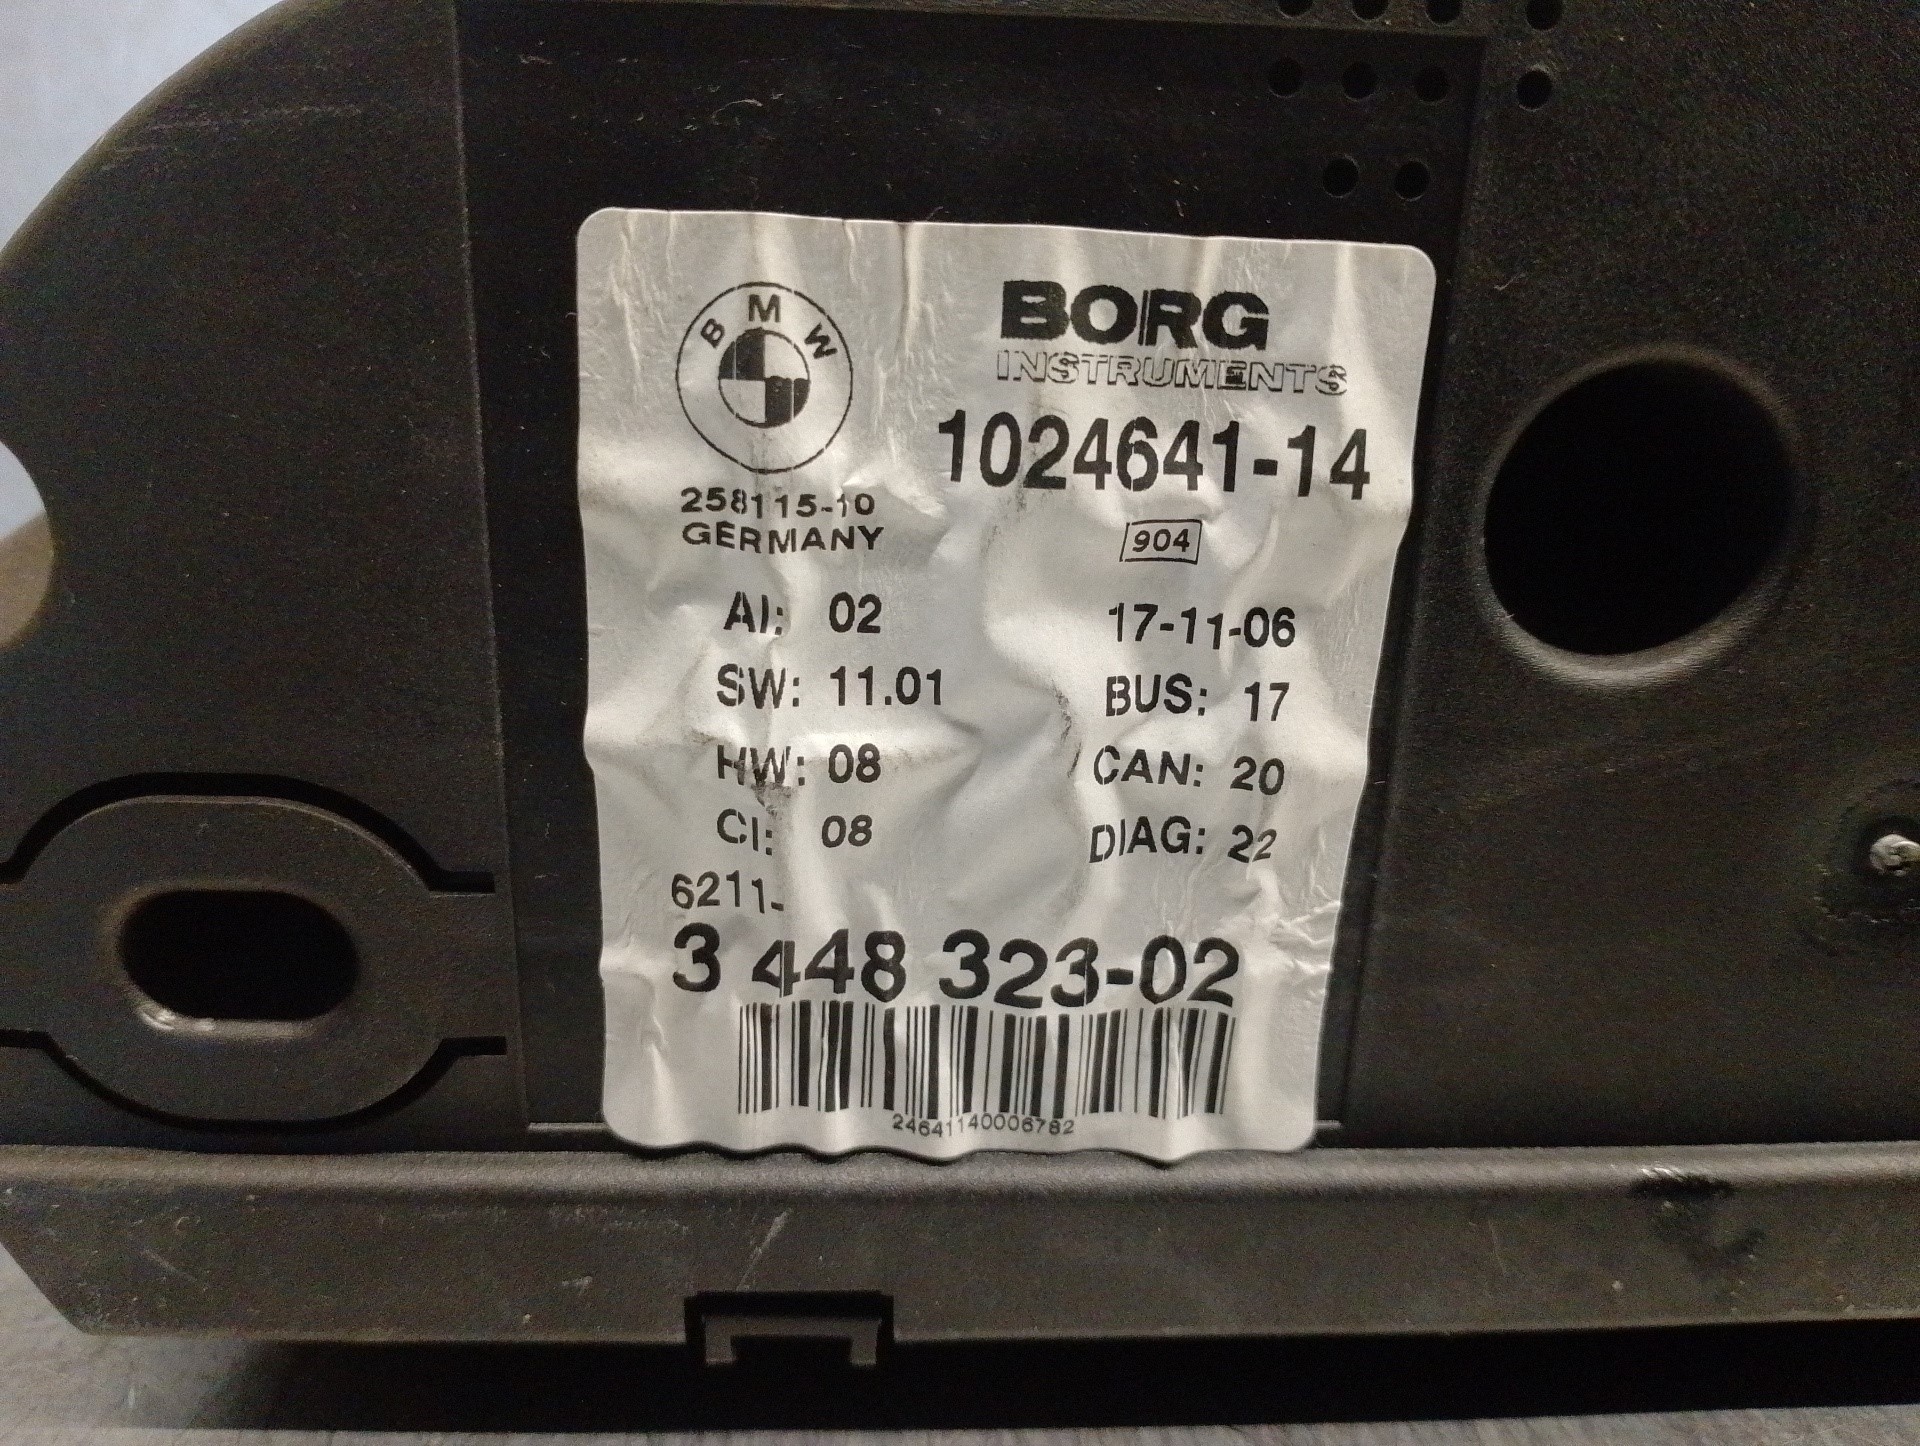 BMW
BORG
INSTRUMENTS
1024641-14
258115-10
GERMANY
904
AI: 02
17-11-06
SW: 11.01
BUS: 17
HW: 08
CAN: 20
CI: 08
DIAG: 22
6211-
3 448 323-02
24641140006782